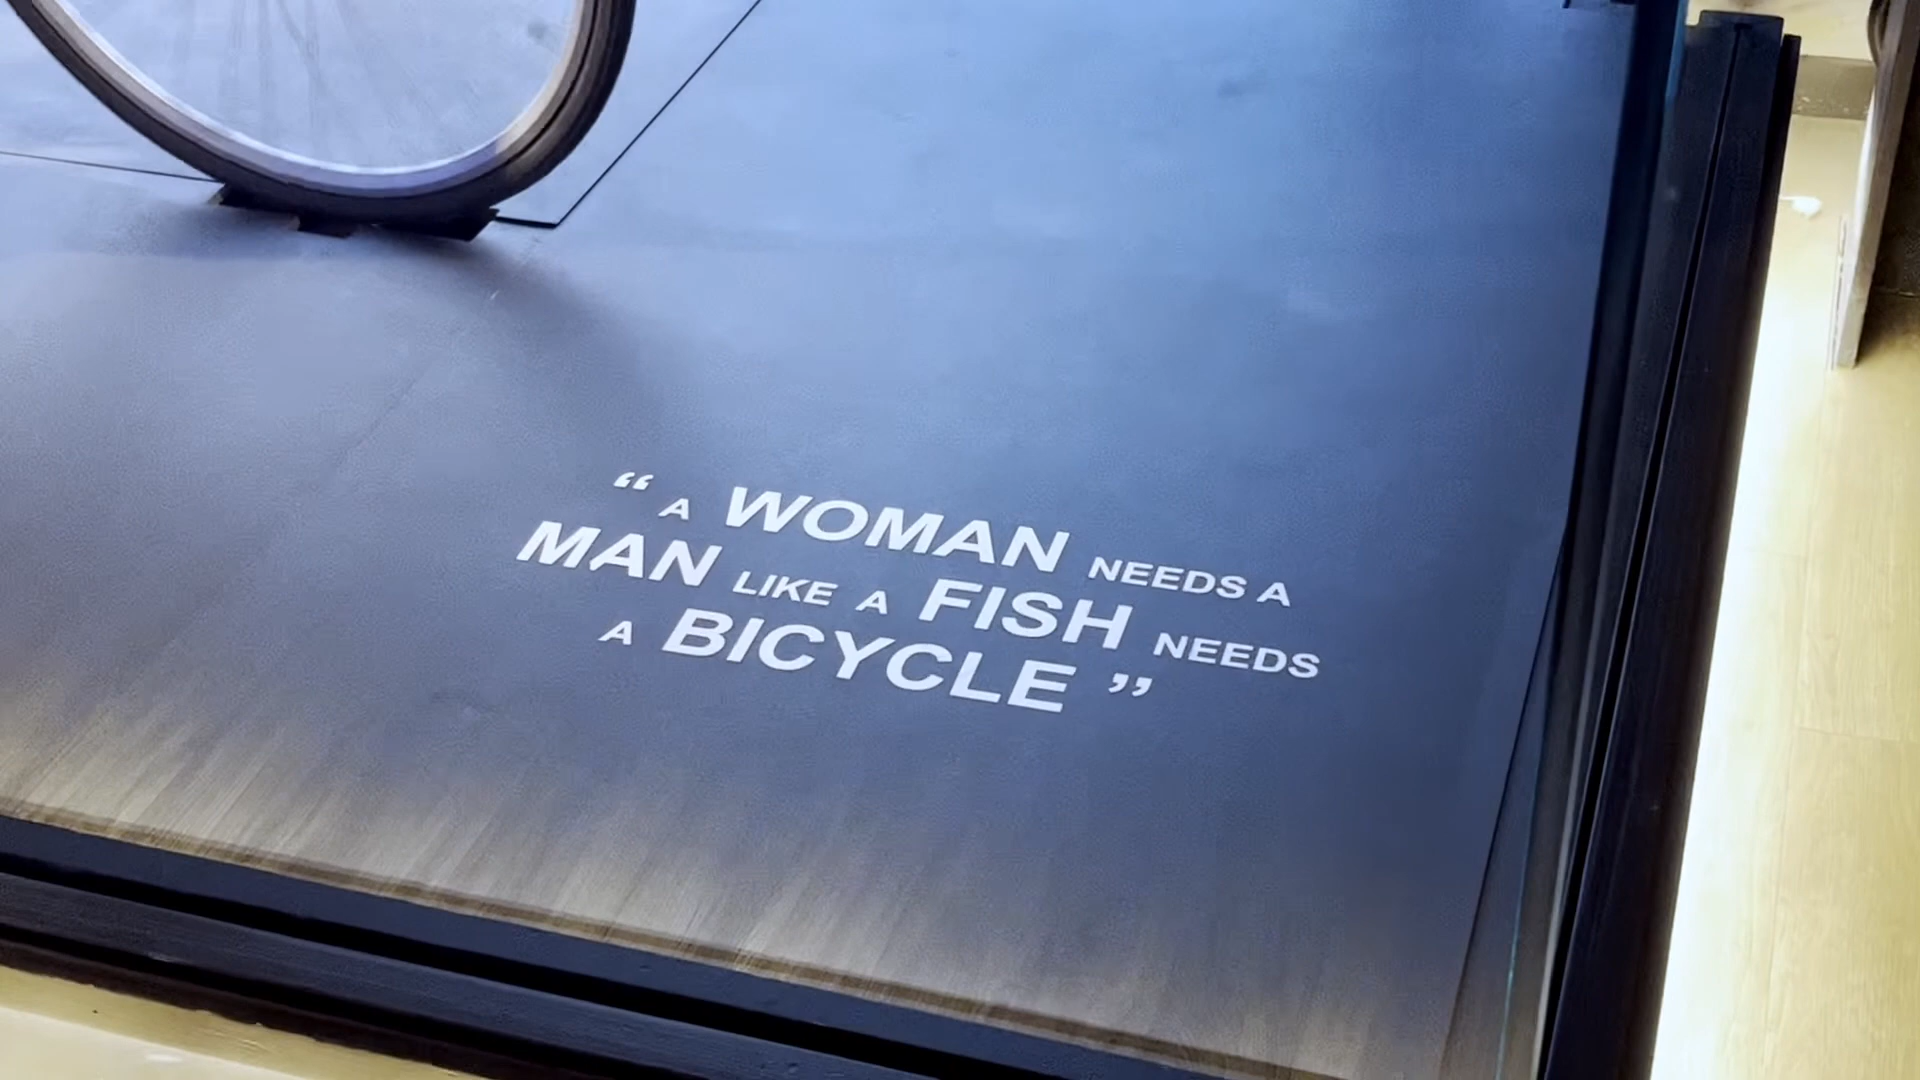 “ A WOMAN NEEDS A
MAN LIKE A FISH NEEDS
A BICYCLE ”